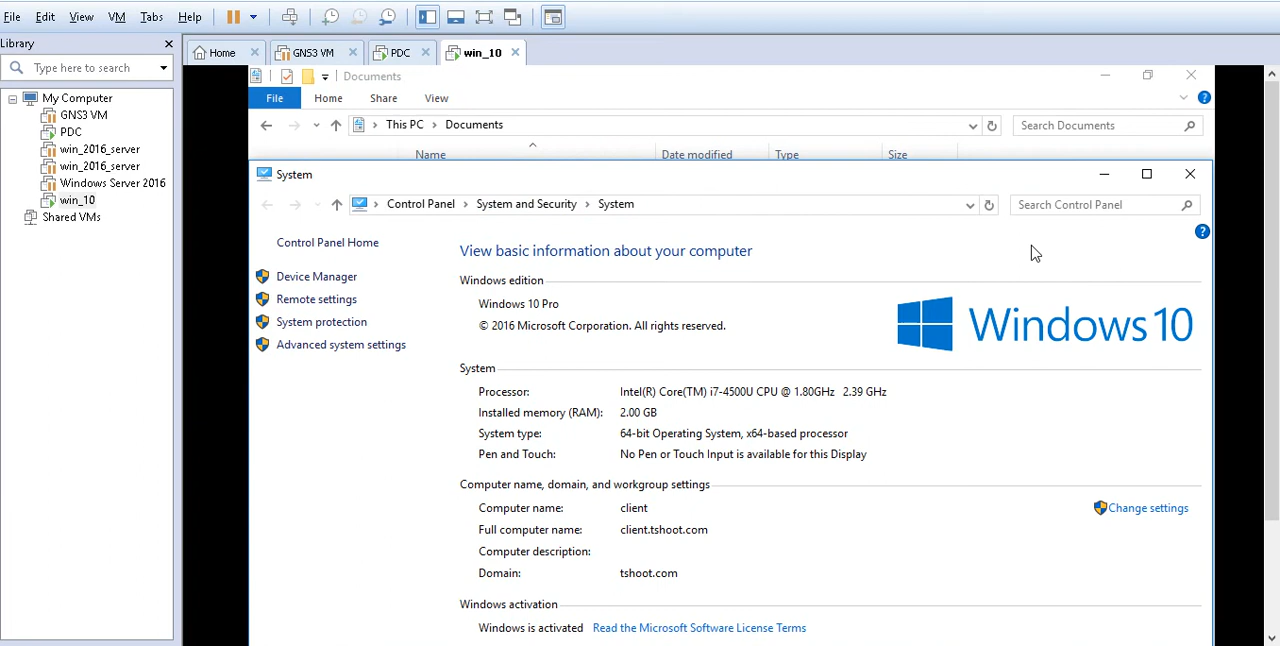 File Edit View VM Tabs Help
Library
Home GNS3 VM PDC win_10
Type here to search
My Computer
GNS3 VM
PDC
win_2016_server
win_2016_server
Windows Server 2016
win_10
Shared VMs
Documents
File Home Share View
This PC Documents Search Documents
Name Date modified Type Size
System
Control Panel System and Security System Search Control Panel
Control Panel Home
Device Manager
Remote settings
System protection
Advanced system settings
View basic information about your computer
Windows edition
Windows 10 Pro
© 2016 Microsoft Corporation. All rights reserved.
Windows 10
System
Processor: Intel(R) Core(TM) i7-4500U CPU @ 1.80GHz 2.39 GHz
Installed memory (RAM): 2.00 GB
System type: 64-bit Operating System, x64-based processor
Pen and Touch: No Pen or Touch Input is available for this Display
Computer name, domain, and workgroup settings
Computer name: client
Change settings
Full computer name: client.tshoot.com
Computer description:
Domain: tshoot.com
Windows activation
Windows is activated Read the Microsoft Software License Terms